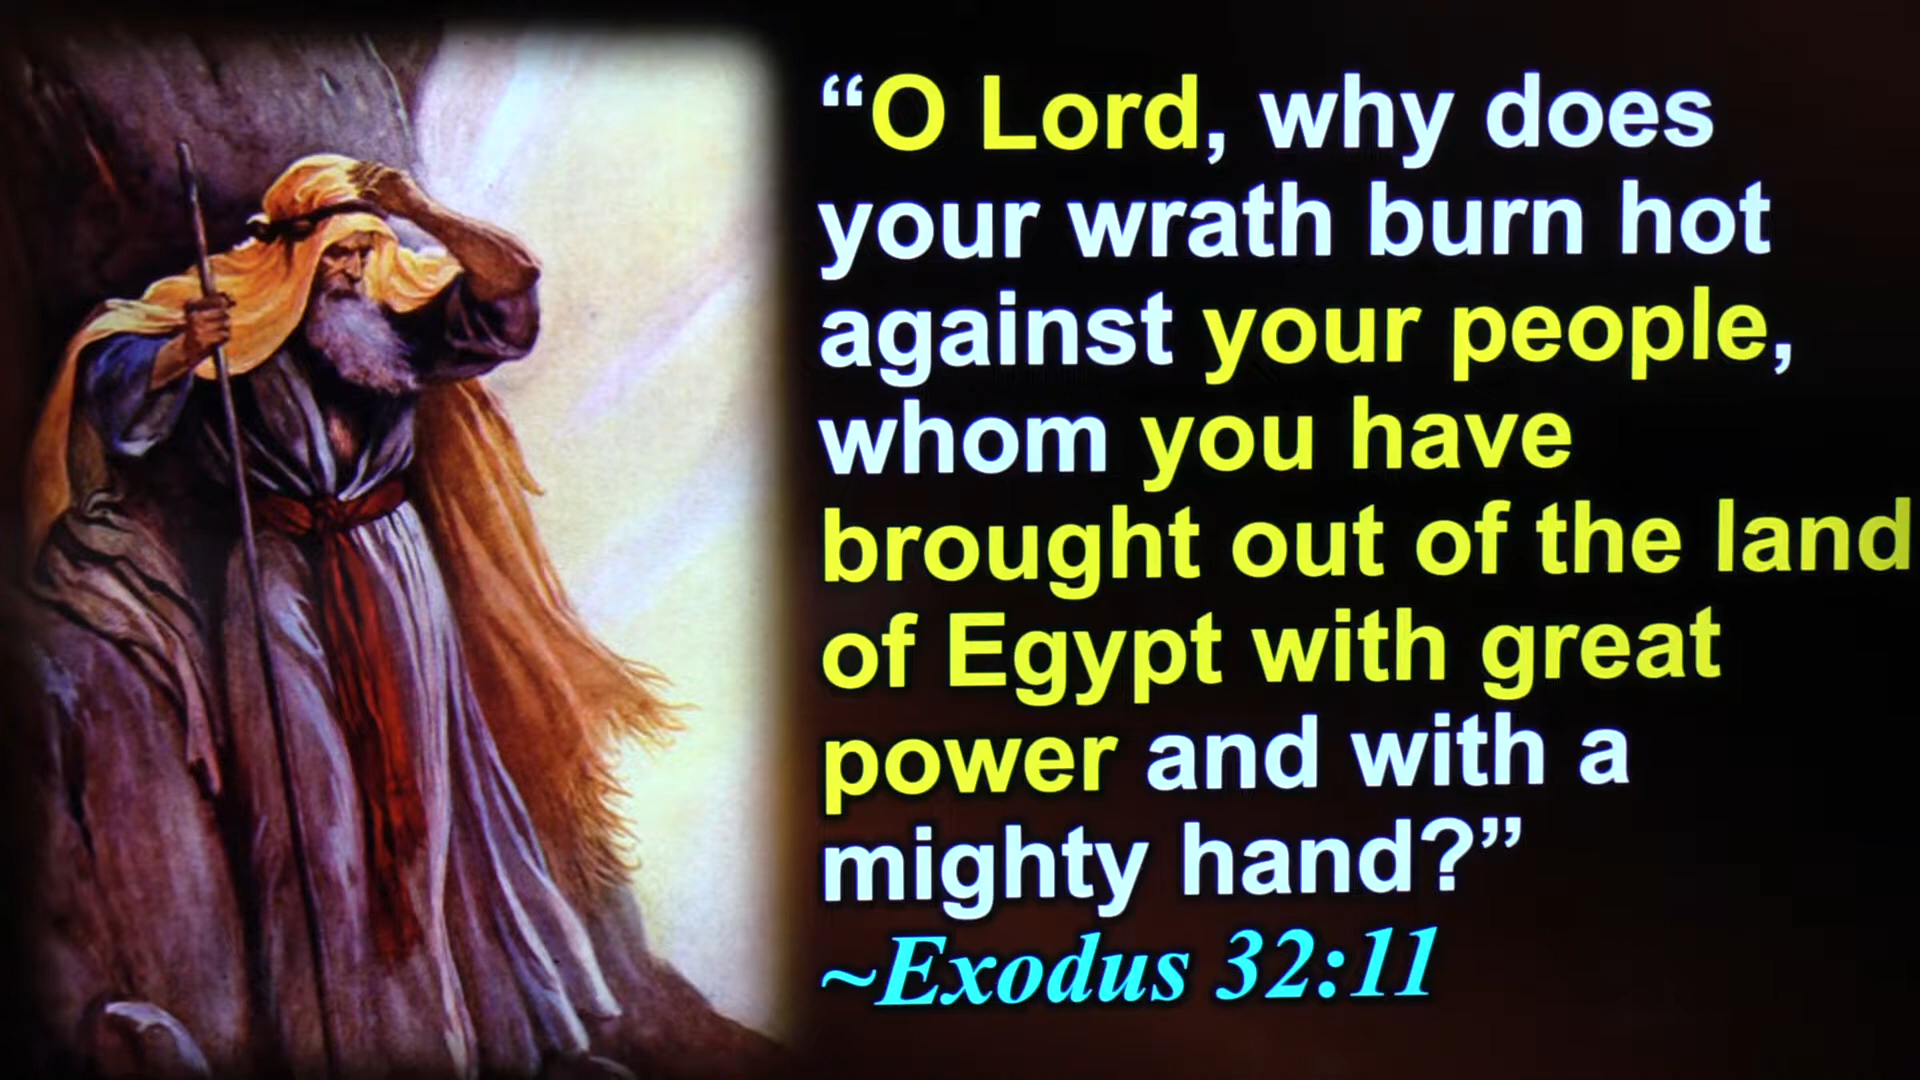 “O Lord, why does
your wrath burn hot
against your people,
whom you have
brought out of the land
of Egypt with great
power and with a
mighty hand?”
~Exodus 32:11